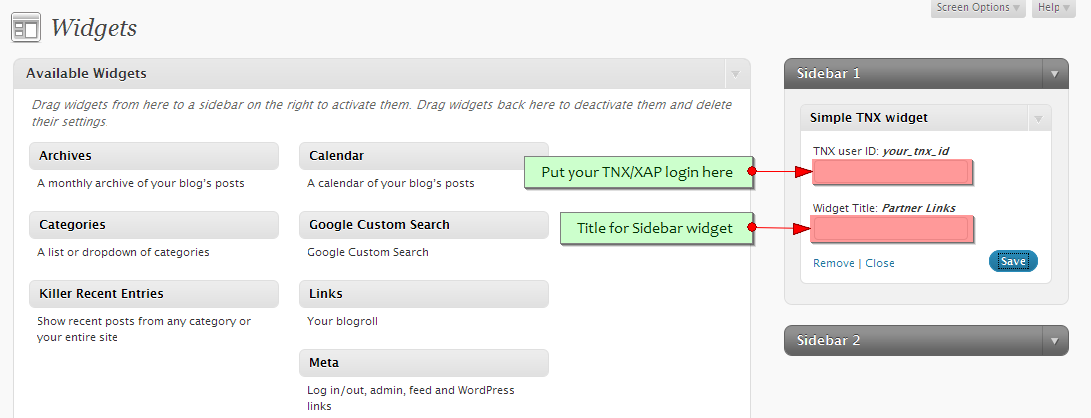 Screen Options Help
Widgets
Available Widgets
Drag widgets from here to a sidebar on the right to activate them. Drag widgets back here to deactivate them and delete
their settings
Archives
A monthly archive of your blog's posts
Calendar
A calendar of your blog's posts
Categories
A list or dropdown of categories
Google Custom Search
Google Custom Search
Killer Recent Entries
Show recent posts from any category or
your entire site
Links
Your blogroll
Meta
Log in/out, admin, feed and WordPress
links
Put your TNX/XAP login here
Title for Sidebar widget
Sidebar 1
Simple TNX widget
TNX user ID: your_tnx_id
Widget Title: Partner Links
Remove | Close
Save
Sidebar 2